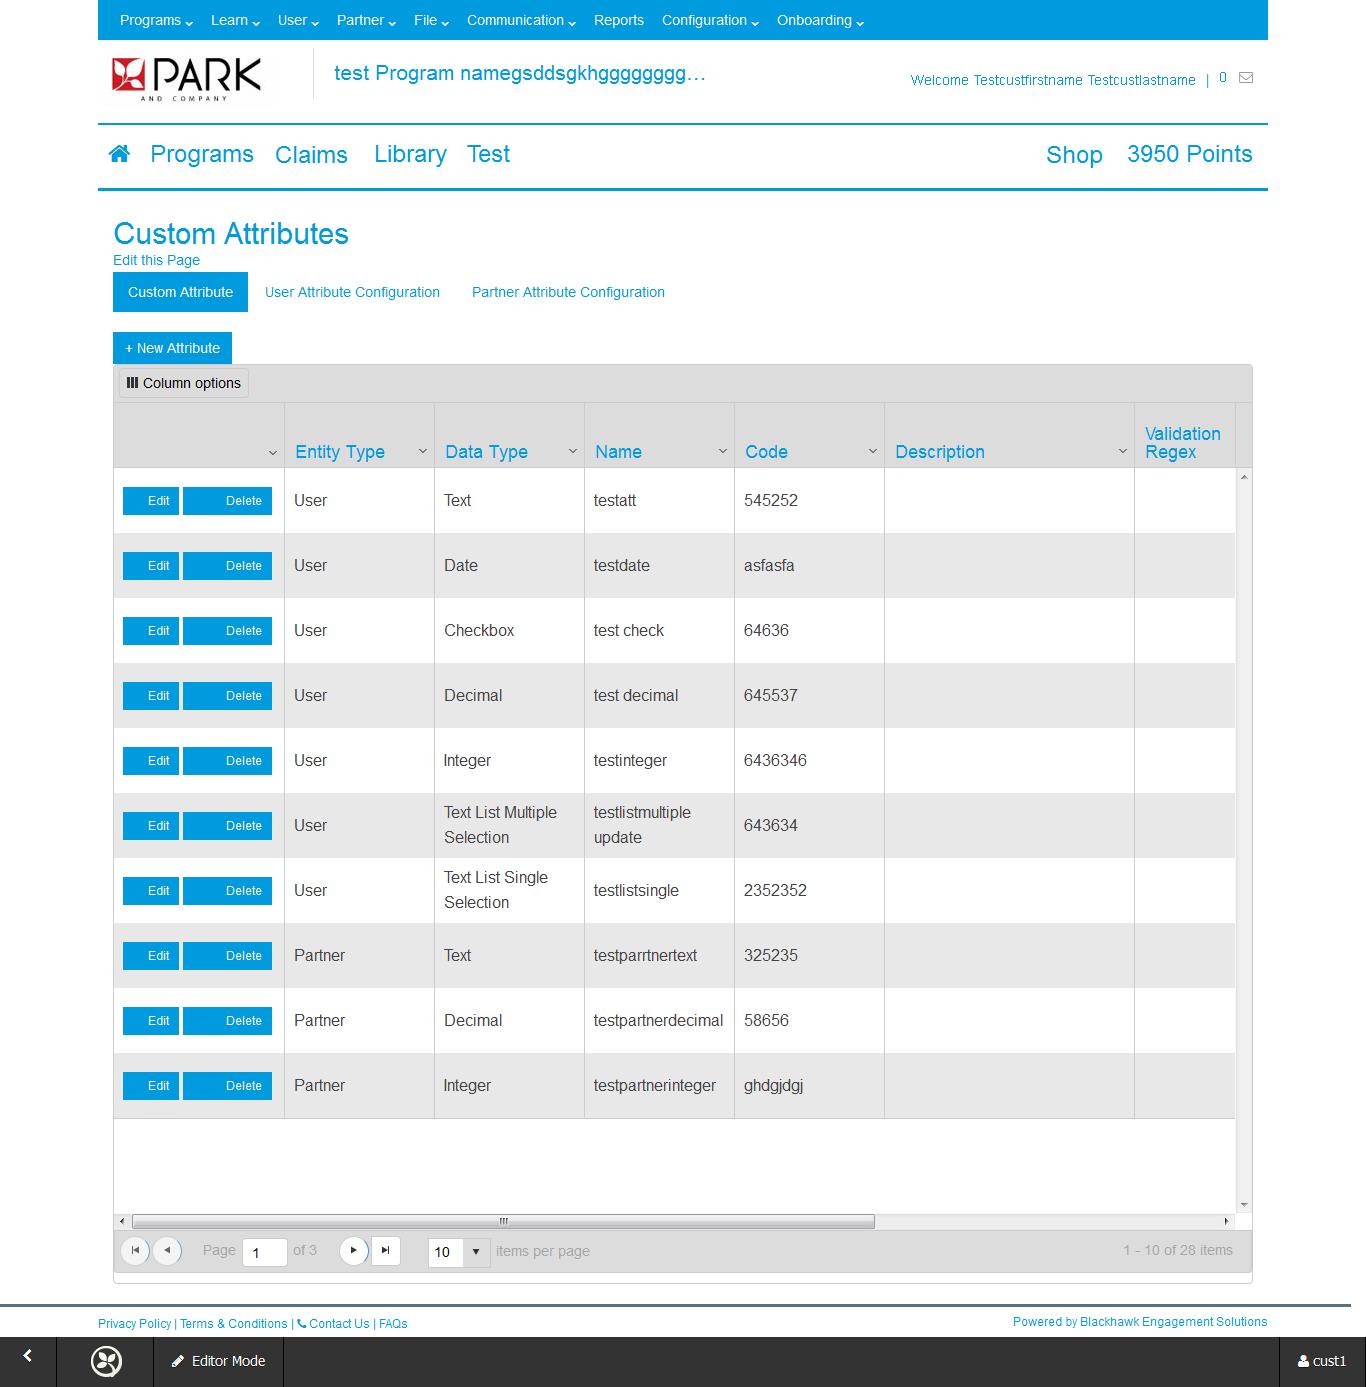 Programs Learn User Partner File Communication Reports Configuration Onboarding
PARK
AND COMPANY
test Program namegsddsgkhgggggggg...
Welcome Testcustfirstname Testcustlastname | 0
Programs Claims Library Test Shop 3950 Points
Custom Attributes
Edit this Page
Custom Attribute User Attribute Configuration Partner Attribute Configuration
+ New Attribute
Column options
Entity Type Data Type Name Code Description Validation Regex
Edit Delete User Text testatt 545252
Edit Delete User Date testdate asfasfa
Edit Delete User Checkbox test check 64636
Edit Delete User Decimal test decimal 645537
Edit Delete User Integer testinteger 6436346
Edit Delete User Text List Multiple Selection testlistmultiple update 643634
Edit Delete User Text List Single Selection testlistsingle 2352352
Edit Delete Partner Text testparrtnertext 325235
Edit Delete Partner Decimal testpartnerdecimal 58656
Edit Delete Partner Integer testpartnerinteger ghdgjdgj
Page 1 of 3 10 items per page 1 - 10 of 28 items
Privacy Policy | Terms & Conditions | Contact Us | FAQs
Powered by Blackhawk Engagement Solutions
Editor Mode cust1